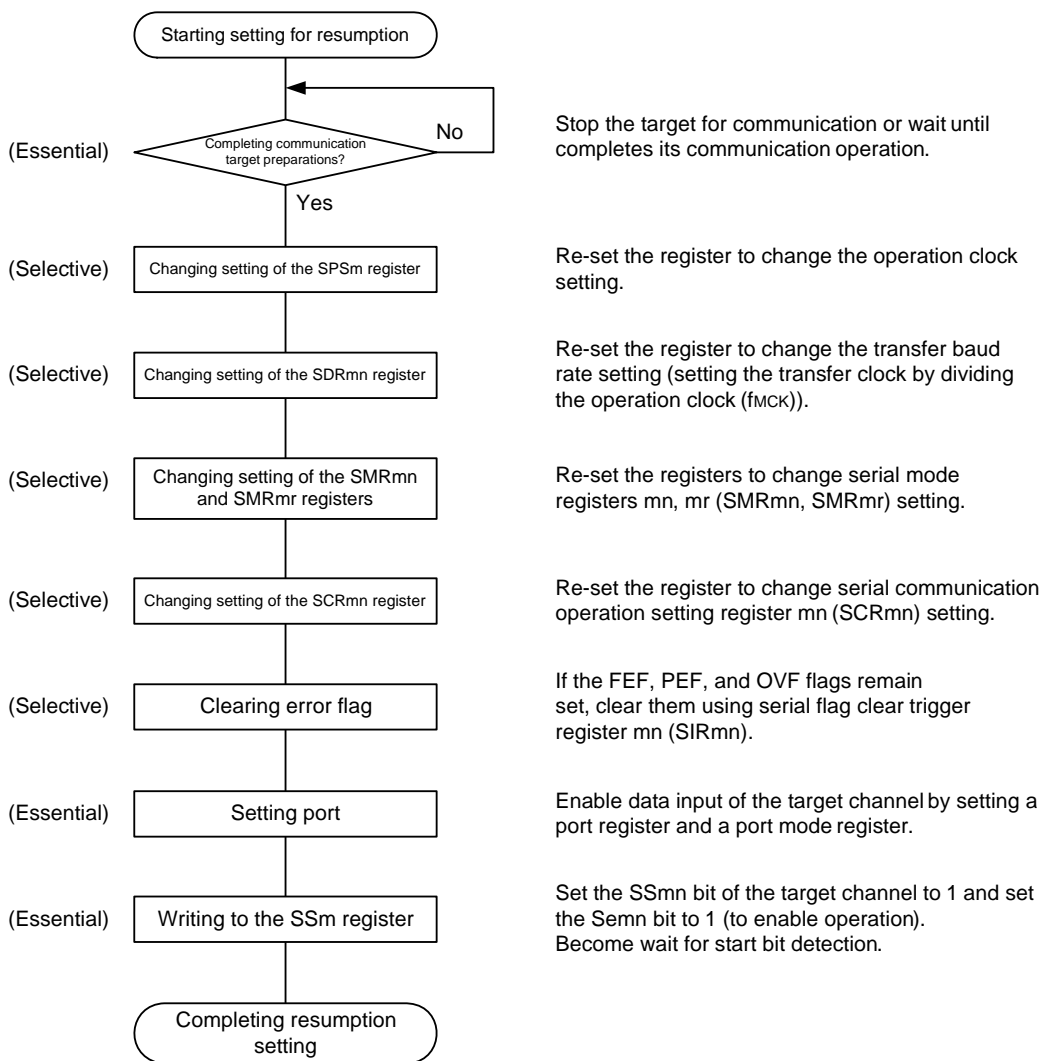 Starting setting for resumption
(Essential)
Completing communication
target preparations?
No
Stop the target for communication or wait until
completes its communication operation.
Yes
(Selective)
Changing setting of the SPSm register
Re-set the register to change the operation clock
setting.
(Selective)
Changing setting of the SDRmn register
Re-set the register to change the transfer baud
rate setting (setting the transfer clock by dividing
the operation clock (fMCK)).
(Selective)
Changing setting of the SMRmn
and SMRmr registers
Re-set the registers to change serial mode
registers mn, mr (SMRmn, SMRmr) setting.
(Selective)
Changing setting of the SCRmn register
Re-set the register to change serial communication
operation setting register mn (SCRmn) setting.
(Selective)
Clearing error flag
If the FEF, PEF, and OVF flags remain
set, clear them using serial flag clear trigger
register mn (SIRmn).
(Essential)
Setting port
Enable data input of the target channel by setting a
port register and a port mode register.
(Essential)
Writing to the SSm register
Set the SSmn bit of the target channel to 1 and set
the Semn bit to 1 (to enable operation).
Become wait for start bit detection.
Completing resumption
setting